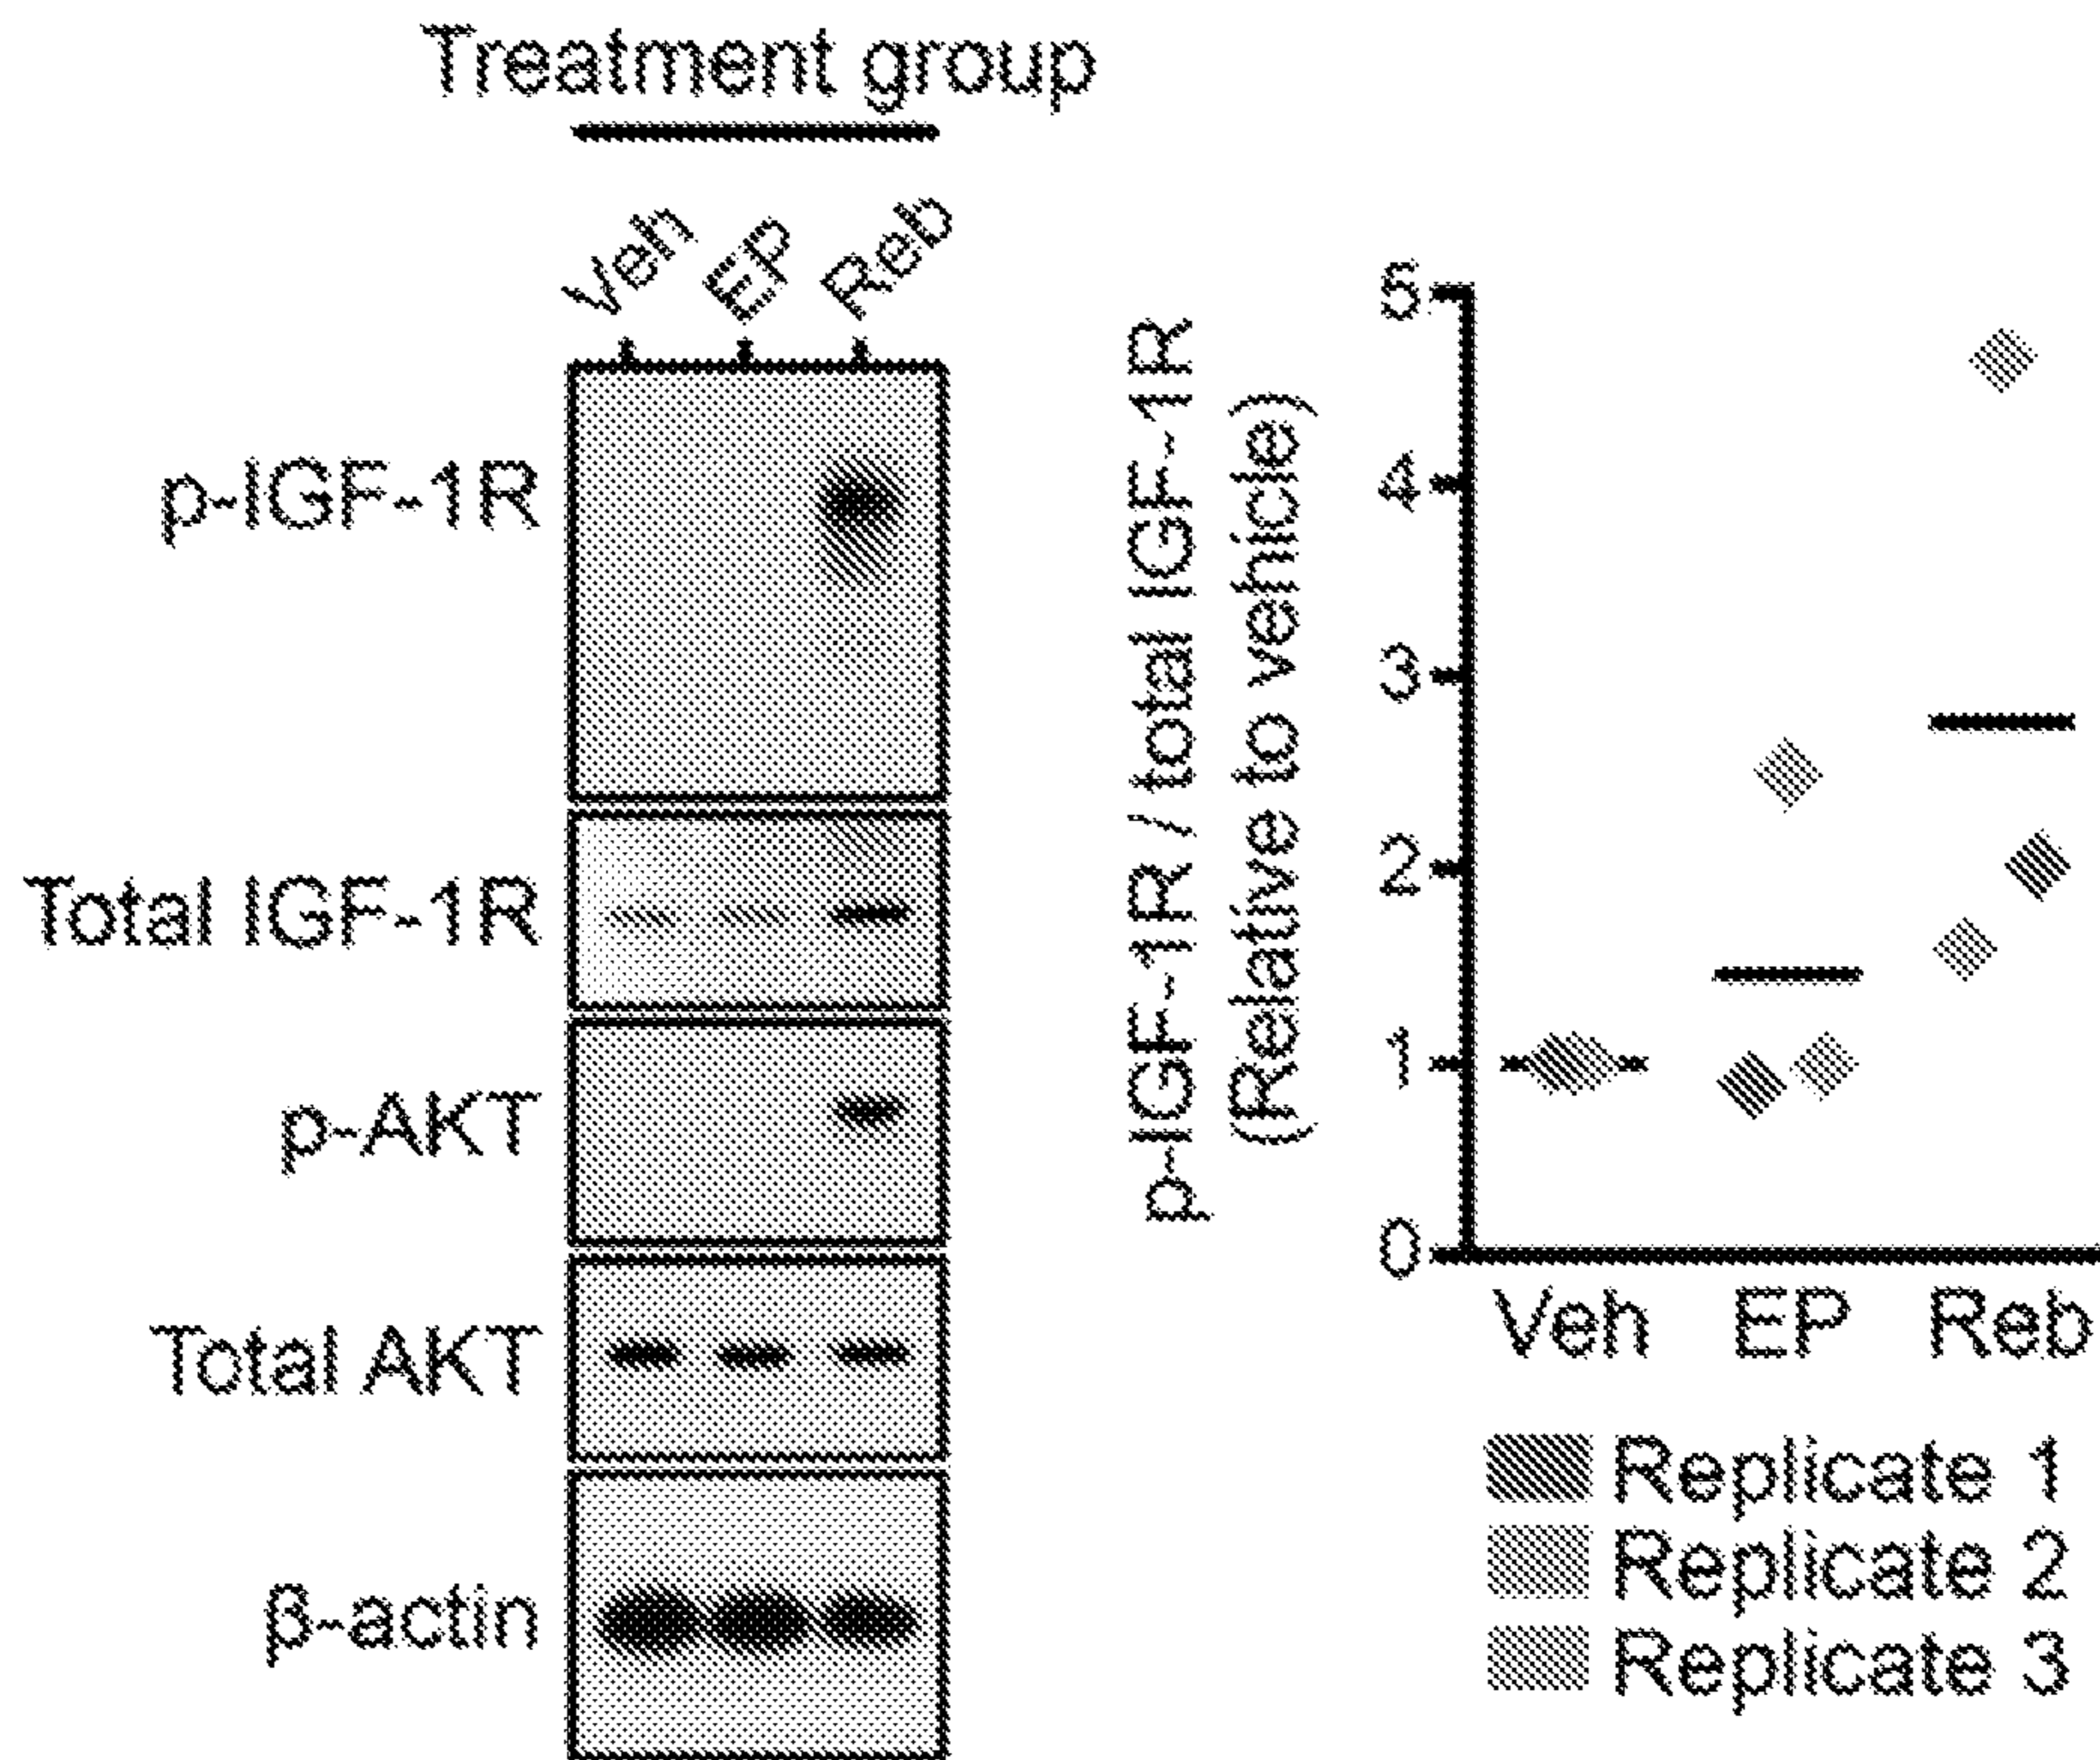 Treatment group
Veh
EP
Reb
p-IGF-1R
Total IGF-1R
p-AKT
Total AKT
β-actin
p-IGF-1R / total IGF-1R
(Relative to vehicle)
5
4
3
2
1
0
Veh
EP
Reb
Replicate 1
Replicate 2
Replicate 3